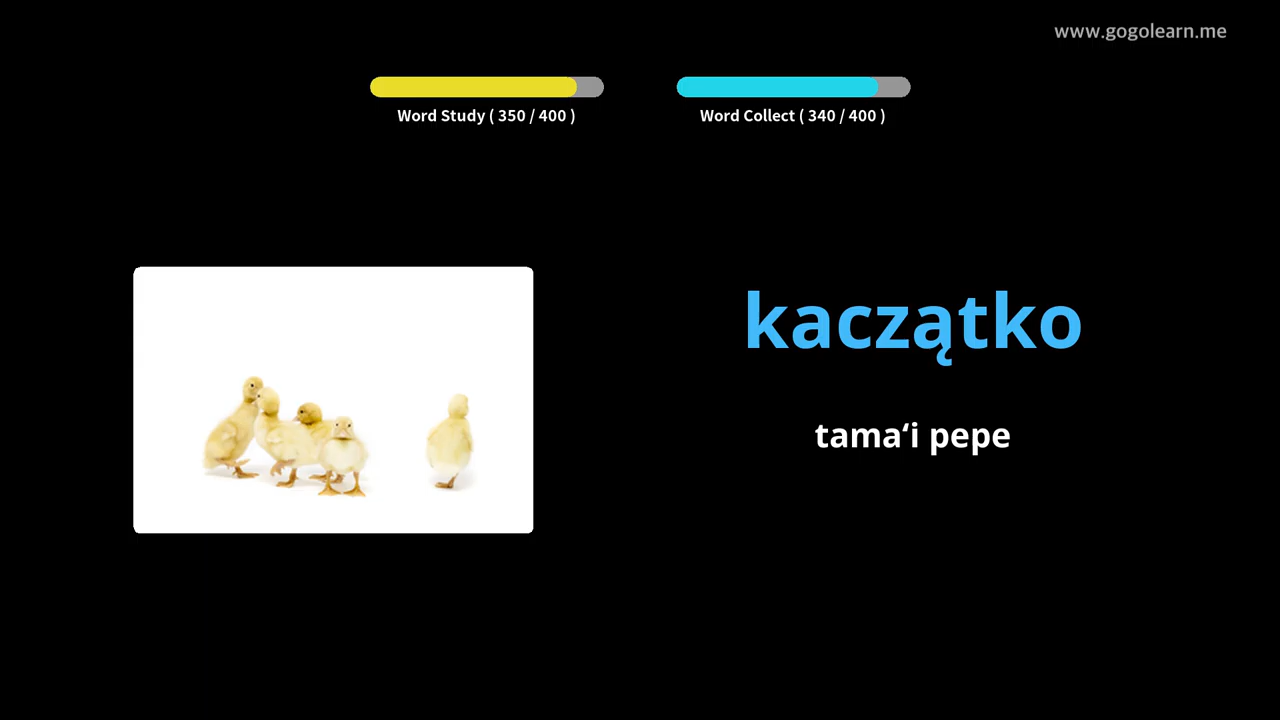 www.gogolearn.me
Word Study ( 350 / 400 )
Word Collect ( 340 / 400 )
kaczątko
tama‘i pepe